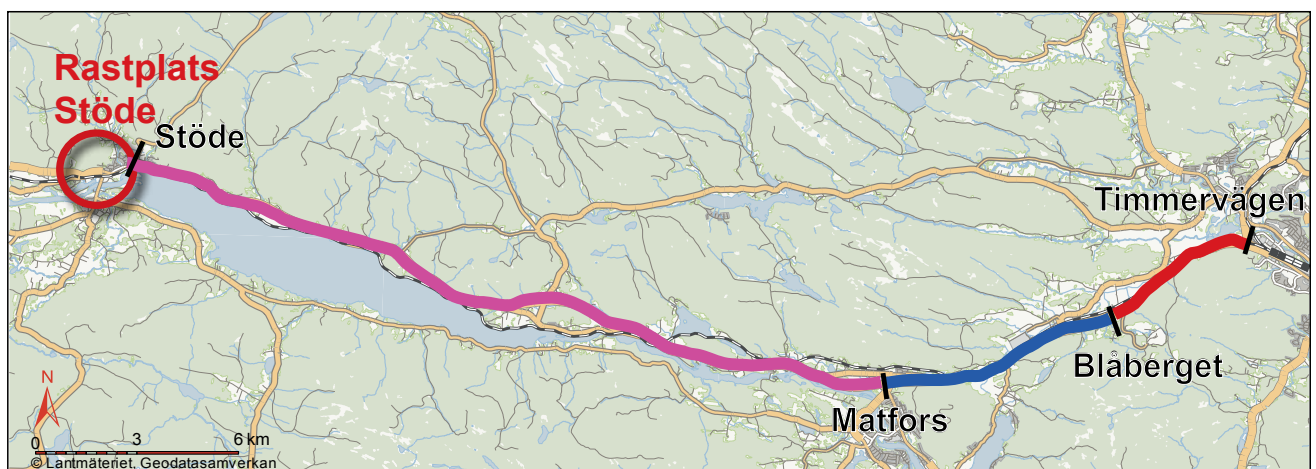 Rastplats
Stöde
Stöde
Timmervägen
Blåberget
Matfors
N
0 3 6 km
© Lantmäteriet, Geodatasamverkan